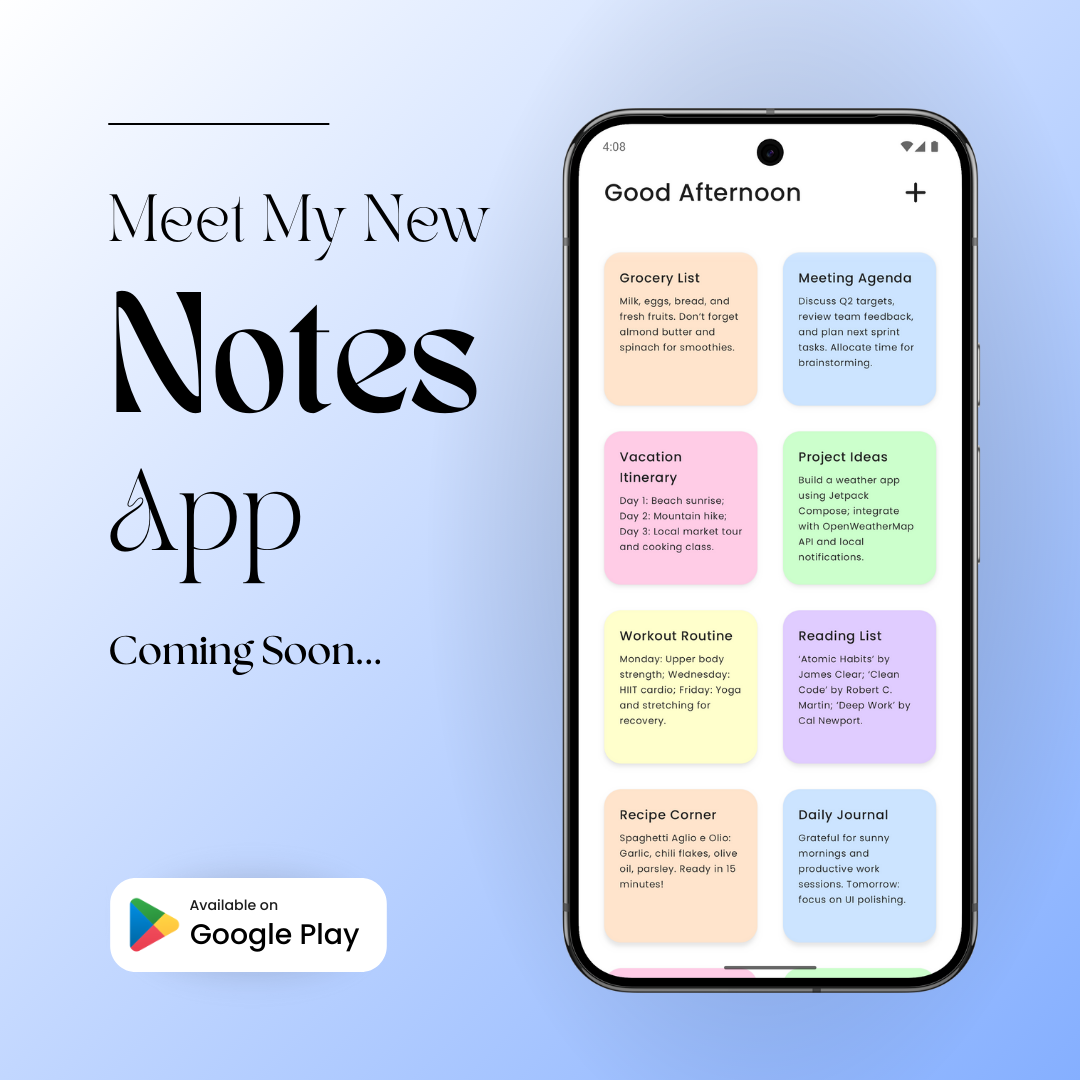 Meet My New
Notes
App
Coming Soon...
Available on
Google Play
4:08
Good Afternoon
Grocery List
Milk, eggs, bread, and
fresh fruits. Don't forget
almond butter and
spinach for smoothies.
Meeting Agenda
Discuss Q2 targets,
review team feedback,
and plan next sprint
tasks. Allocate time for
brainstorming.
Vacation
Itinerary
Day 1: Beach sunrise;
Day 2: Mountain hike;
Day 3: Local market tour
and cooking class.
Project Ideas
Build a weather app
using Jetpack
Compose; integrate
with OpenWeatherMap
API and local
notifications.
Workout Routine
Monday: Upper body
strength; Wednesday:
HIIT cardio; Friday: Yoga
and stretching for
recovery.
Reading List
'Atomic Habits' by
James Clear; 'Clean
Code' by Robert C.
Martin; 'Deep Work' by
Cal Newport.
Recipe Corner
Spaghetti Aglio e Olio:
Garlic, chili flakes, olive
oil, parsley. Ready in 15
minutes!
Daily Journal
Grateful for sunny
mornings and
productive work
sessions. Tomorrow:
focus on UI polishing.